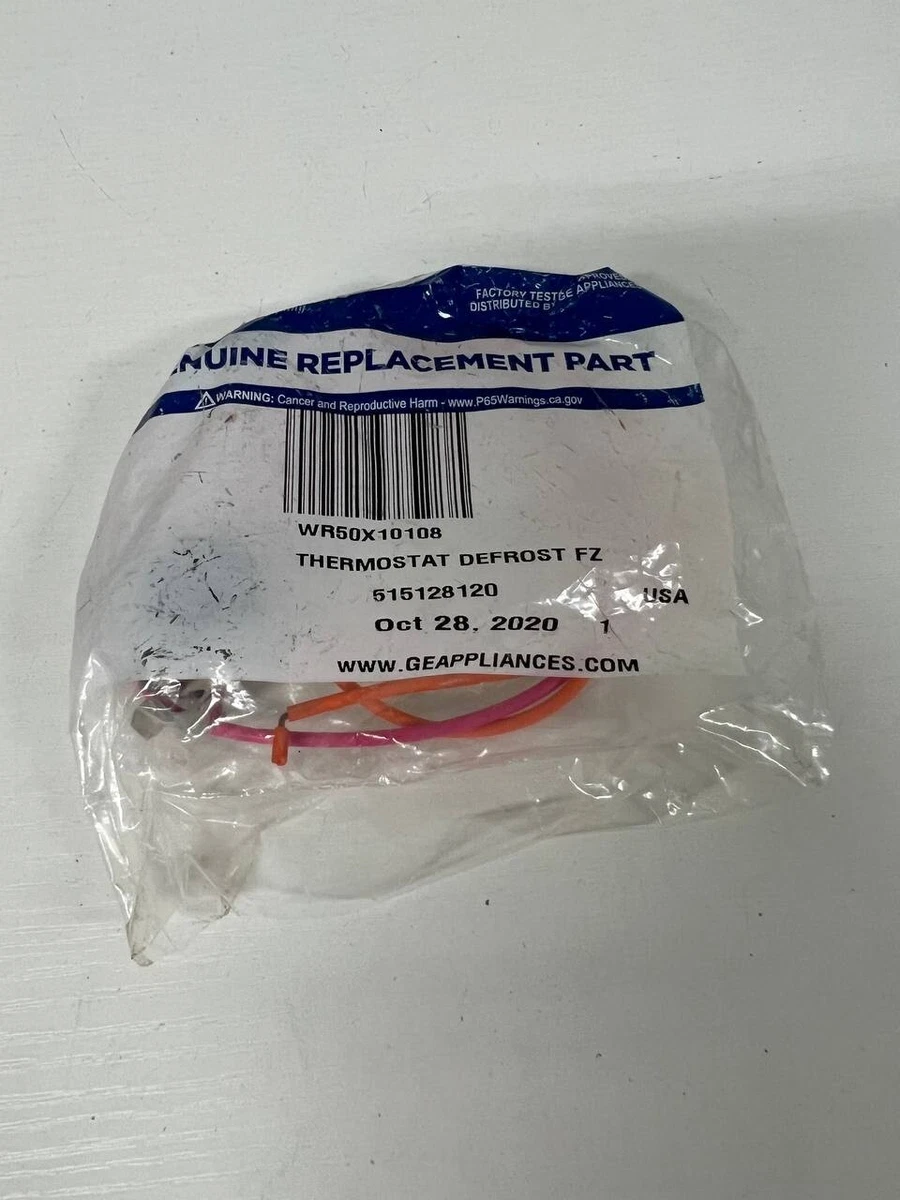 FACTORY TESTED
DISTRIBUTED BY APPLIANCES
ENUINE REPLACEMENT PART
WARNING: Cancer and Reproductive Harm - www.P65Warnings.ca.gov
WR50X10108
THERMOSTAT DEFROST FZ
515128120 USA
Oct 28, 2020 1
WWW.GEAPPLIANCES.COM